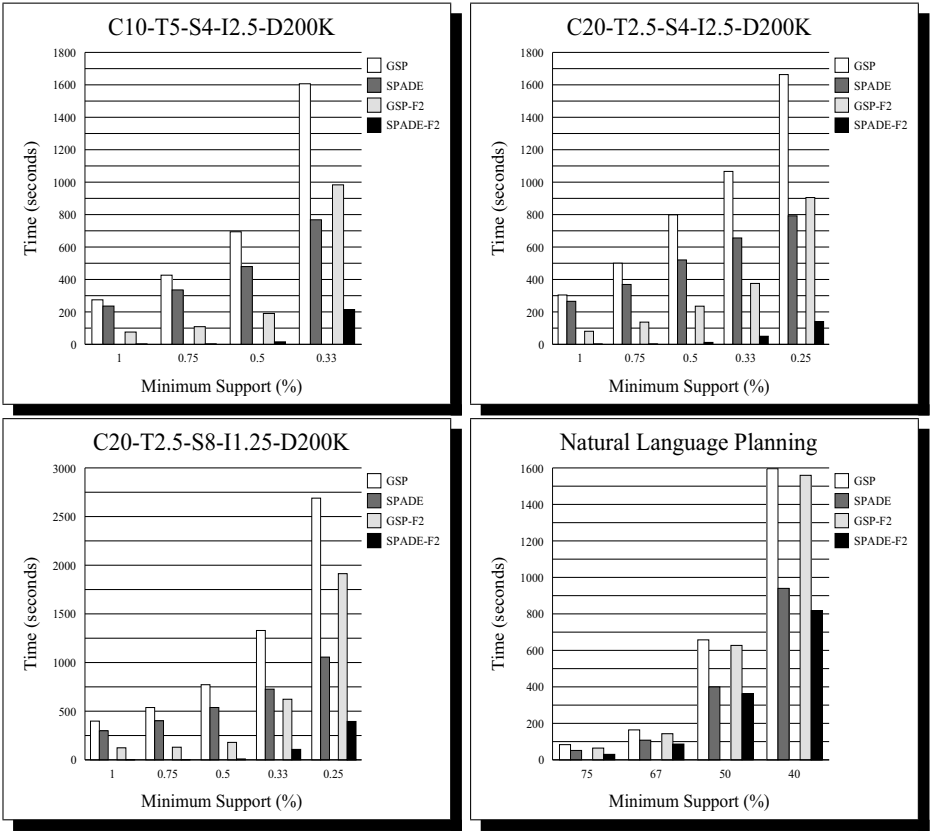 C10-T5-S4-I2.5-D200K
1800
1600
1400
1200
1000
800
600
400
200
0
Time (seconds)
GSP
SPADE
GSP-F2
SPADE-F2
1 0.75 0.5 0.33
Minimum Support (%)
C20-T2.5-S4-I2.5-D200K
1800
1600
1400
1200
1000
800
600
400
200
0
Time (seconds)
GSP
SPADE
GSP-F2
SPADE-F2
1 0.75 0.5 0.33 0.25
Minimum Support (%)
C20-T2.5-S8-I1.25-D200K
3000
2500
2000
1500
1000
500
0
Time (seconds)
GSP
SPADE
GSP-F2
SPADE-F2
1 0.75 0.5 0.33 0.25
Minimum Support (%)
Natural Language Planning
1600
1400
1200
1000
800
600
400
200
0
Time (seconds)
GSP
SPADE
GSP-F2
SPADE-F2
75 67 50 40
Minimum Support (%)